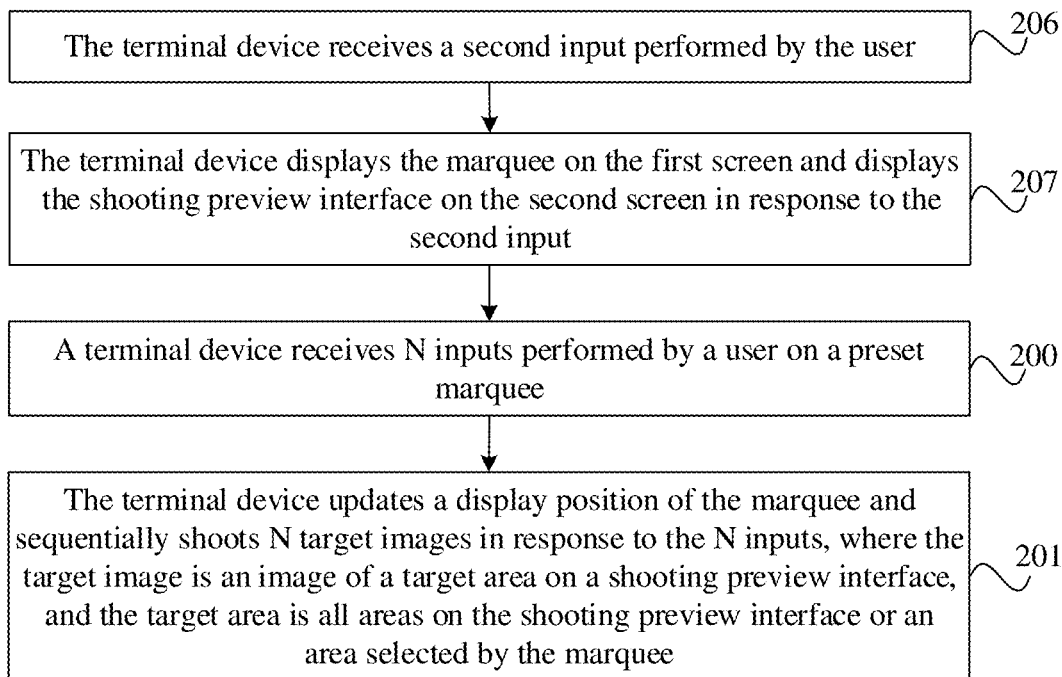 The terminal device receives a second input performed by the user
206
The terminal device displays the marquee on the first screen and displays
the shooting preview interface on the second screen in response to the
second input
207
A terminal device receives N inputs performed by a user on a preset
marquee
200
The terminal device updates a display position of the marquee and
sequentially shoots N target images in response to the N inputs, where the
target image is an image of a target area on a shooting preview interface,
and the target area is all areas on the shooting preview interface or an
area selected by the marquee
201